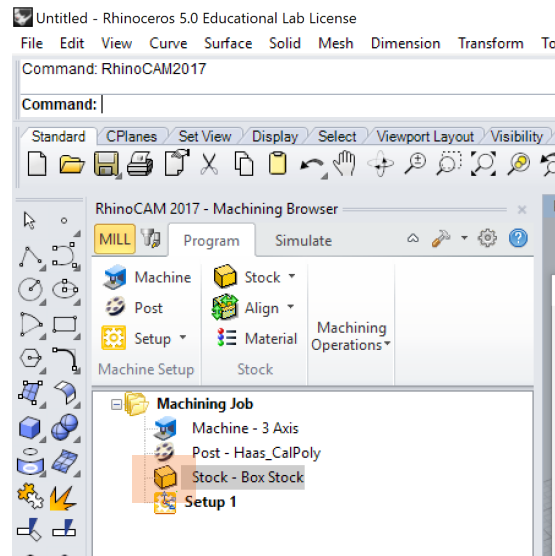 Untitled - Rhinoceros 5.0 Educational Lab License
File Edit View Curve Surface Solid Mesh Dimension Transform To
Command: RhinoCAM2017
Command:
Standard CPlanes Set View Display Select Viewport Layout Visibility
RhinoCAM 2017 - Machining Browser
MILL Program Simulate
Machine Stock
Post Align
Setup Material Machining Operations
Machine Setup Stock
Machining Job
Machine - 3 Axis
Post - Haas_CalPoly
Stock - Box Stock
Setup 1